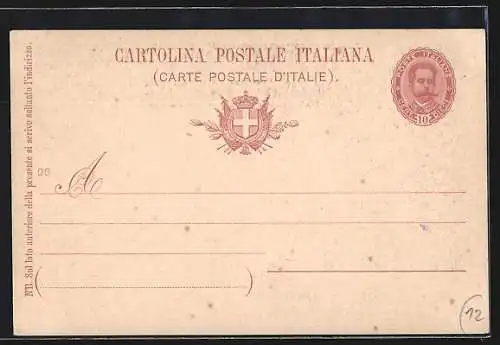 CARTOLINA POSTALE ITALIANA
(CARTE POSTALE D'ITALIE).
POSTE ITALIANE
10
A
NB. Sul lato anteriore della presente si scrive soltanto l'indirizzo.
12